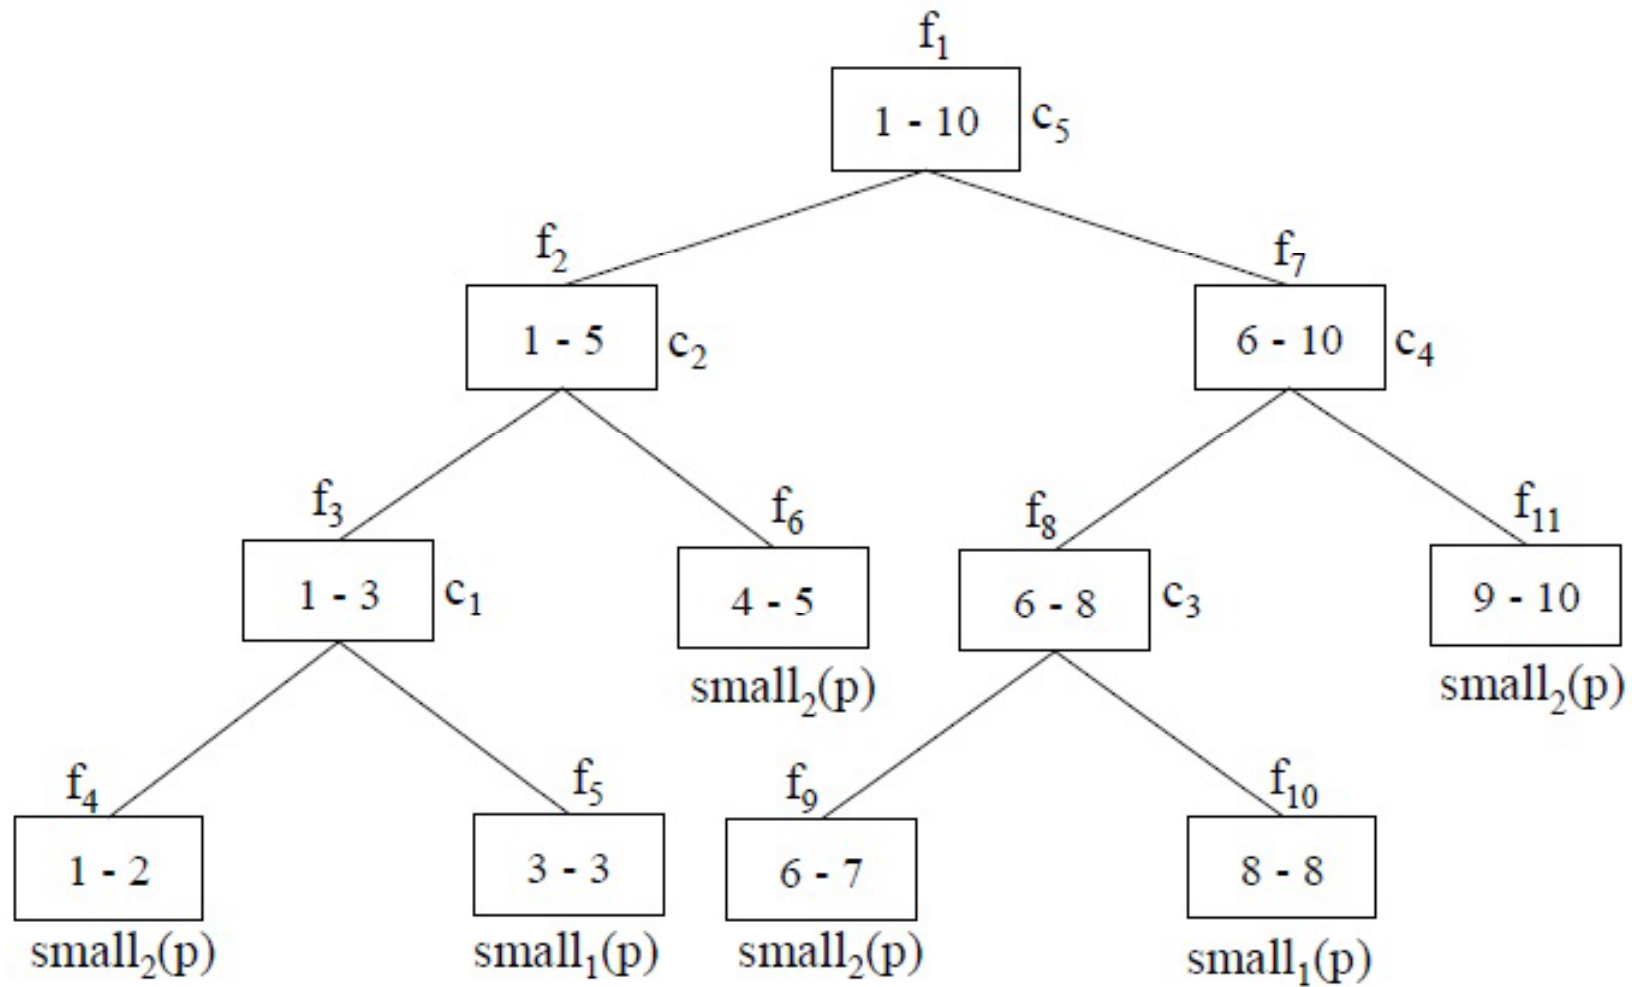 f₁
1 - 10 c₅
f₂ f₇
1 - 5 c₂ 6 - 10 c₄
f₃ f₆ f₈ f₁₁
1 - 3 c₁ 4 - 5 6 - 8 c₃ 9 - 10
small₂(p) small₂(p)
f₄ f₅ f₉ f₁₀
1 - 2 3 - 3 6 - 7 8 - 8
small₂(p) small₁(p) small₂(p) small₁(p)